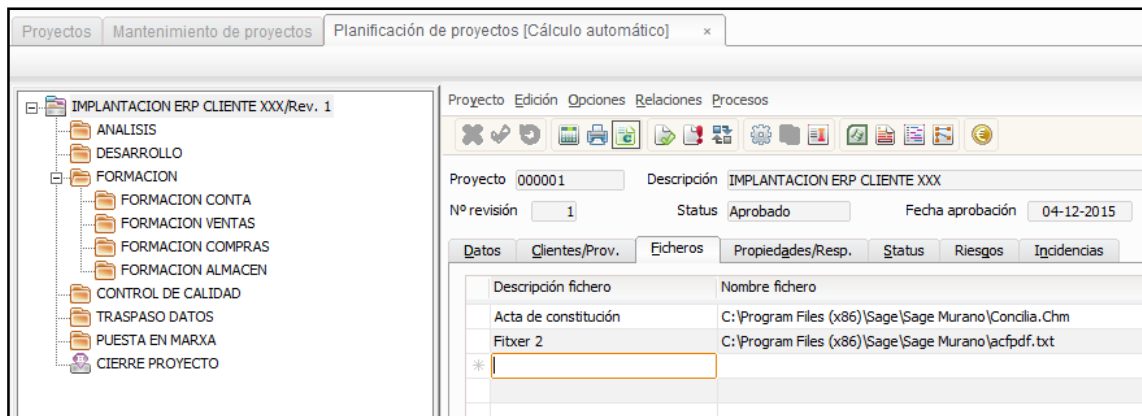 Proyectos Mantenimiento de proyectos Planificación de proyectos [Cálculo automático] ×
IMPLANTACION ERP CLIENTE XXX/Rev. 1
ANALISIS
DESARROLLO
FORMACION
FORMACION CONTA
FORMACION VENTAS
FORMACION COMPRAS
FORMACION ALMACEN
CONTROL DE CALIDAD
TRASPASO DATOS
PUESTA EN MARXA
CIERRE PROYECTO
Proyecto Edición Opciones Relaciones Procesos
Proyecto 000001 Descripción IMPLANTACION ERP CLIENTE XXX
Nº revisión 1 Status Aprobado Fecha aprobación 04-12-2015
Datos Clientes/Prov. Ficheros Propiedades/Resp. Status Riesgos Incidencias
Descripción fichero Nombre fichero
Acta de constitución C:\Program Files (x86)\Sage\Sage Murano\Concilia.Chm
Fitxer 2 C:\Program Files (x86)\Sage\Sage Murano\acfpdf.txt